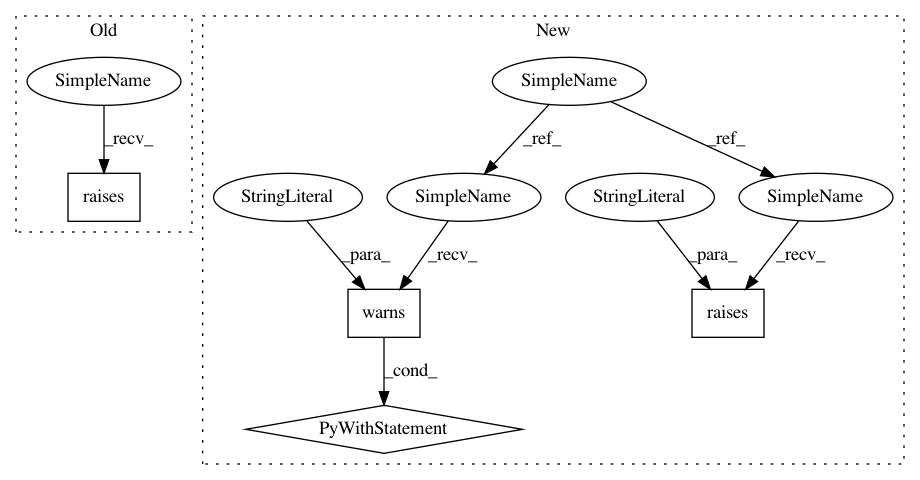 Old
New
SimpleName
SimpleName
_recv_
_ref_
_ref_
raises
StringLiteral
SimpleName
StringLiteral
SimpleName
_para_
_recv_
_para_
_recv_
warns
raises
_cond_
PyWithStatement